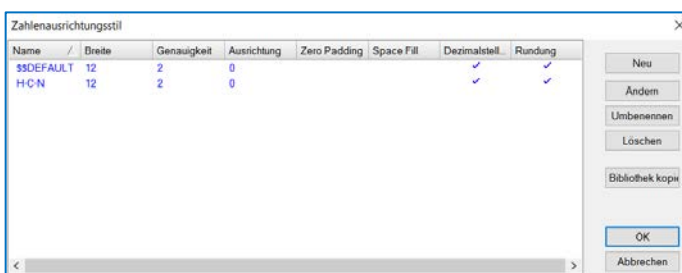 Zahlenausrichtungsstil
Name Breite Genauigkeit Ausrichtung Zero Padding Space Fill Dezimalstell... Rundung
$$DEFAULT 12 2 0 ✓ ✓
H-C-N 12 2 0 ✓ ✓
Neu
Ändern
Umbenennen
Löschen
Bibliothek kopie
OK
Abbrechen